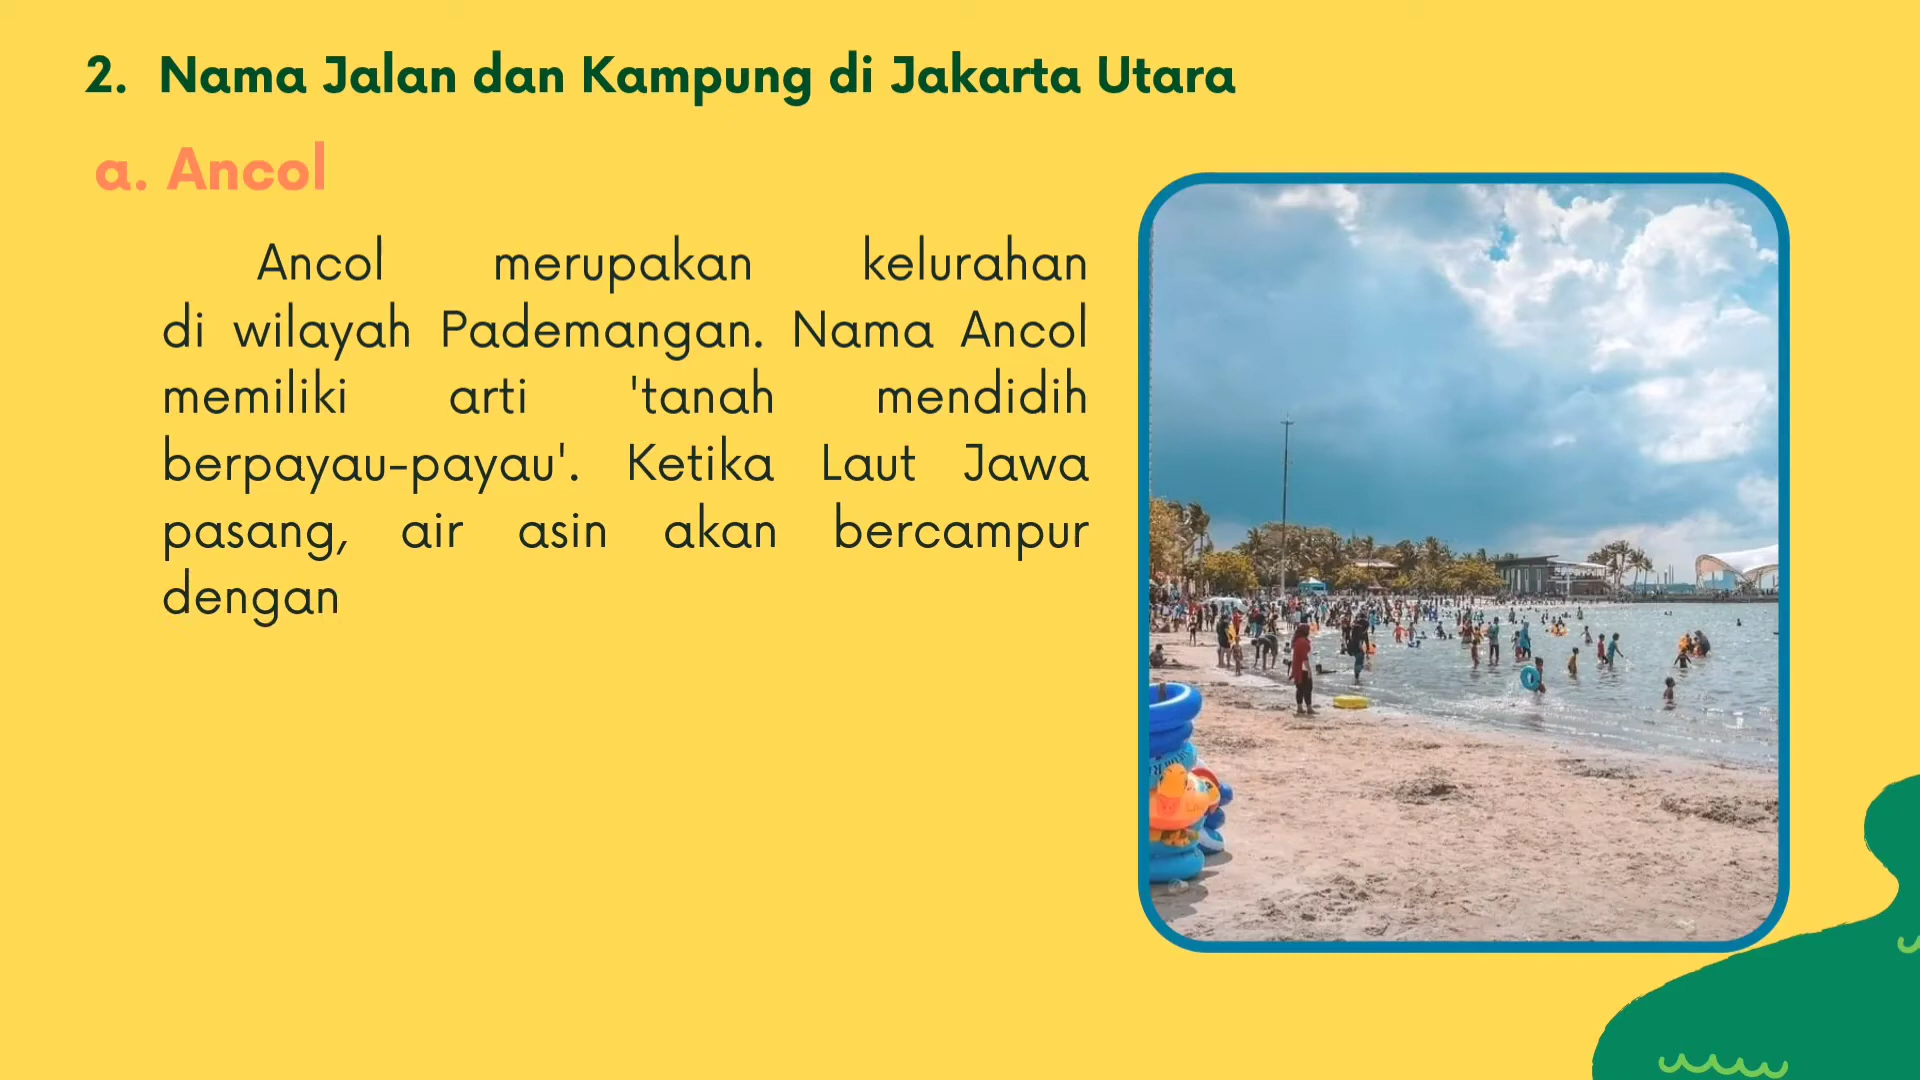 2. Nama Jalan dan Kampung di Jakarta Utara
a. Ancol
Ancol merupakan kelurahan
di wilayah Pademangan. Nama Ancol
memiliki arti 'tanah mendidih
berpayau-payau'. Ketika Laut Jawa
pasang, air asin akan bercampur
dengan